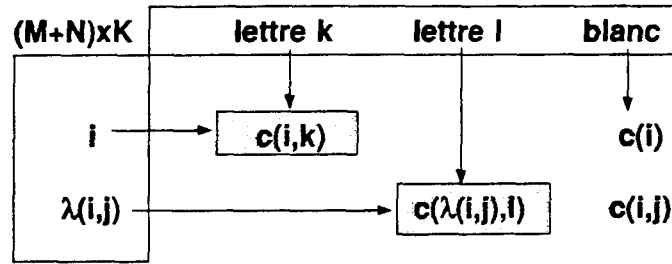 (M+N)xK lettre k lettre l blanc
i c(i,k) c(i)
λ(i,j) c(λ(i,j),l) c(i,j)